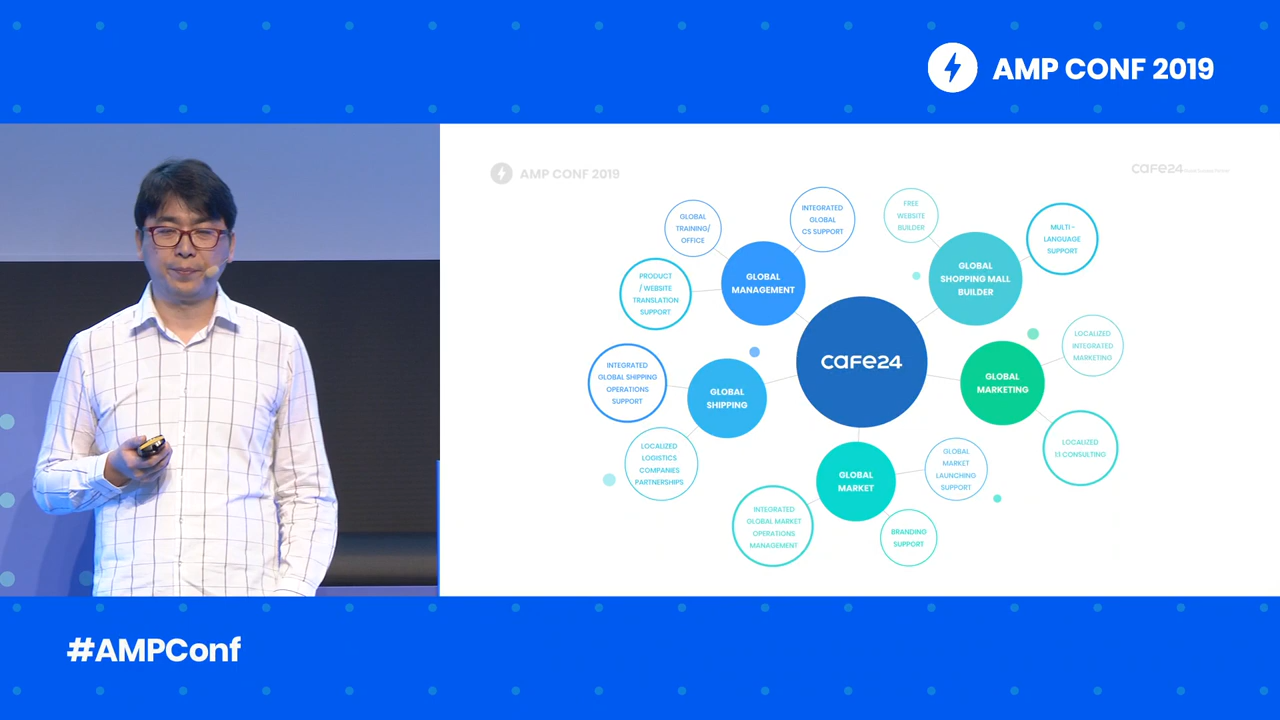 AMP CONF 2019
AMP CONF 2019
cafe24
GLOBAL
TRAINING/
OFFICE
INTEGRATED
GLOBAL
CS SUPPORT
FREE
WEBSITE
BUILDER
MULTI -
LANGUAGE
SUPPORT
PRODUCT
/ WEBSITE
TRANSLATION
SUPPORT
GLOBAL
MANAGEMENT
GLOBAL
SHOPPING MALL
BUILDER
INTEGRATED
GLOBAL SHIPPING
OPERATIONS
SUPPORT
GLOBAL
SHIPPING
cafe24
GLOBAL
MARKETING
LOCALIZED
INTEGRATED
MARKETING
LOCALIZED
LOGISTICS
COMPANIES
PARTNERSHIPS
GLOBAL
MARKET
GLOBAL
MARKET
LAUNCHING
SUPPORT
LOCALIZED
1:1 CONSULTING
INTEGRATED
GLOBAL MARKET
OPERATIONS
MANAGEMENT
BRANDING
SUPPORT
#AMPConf